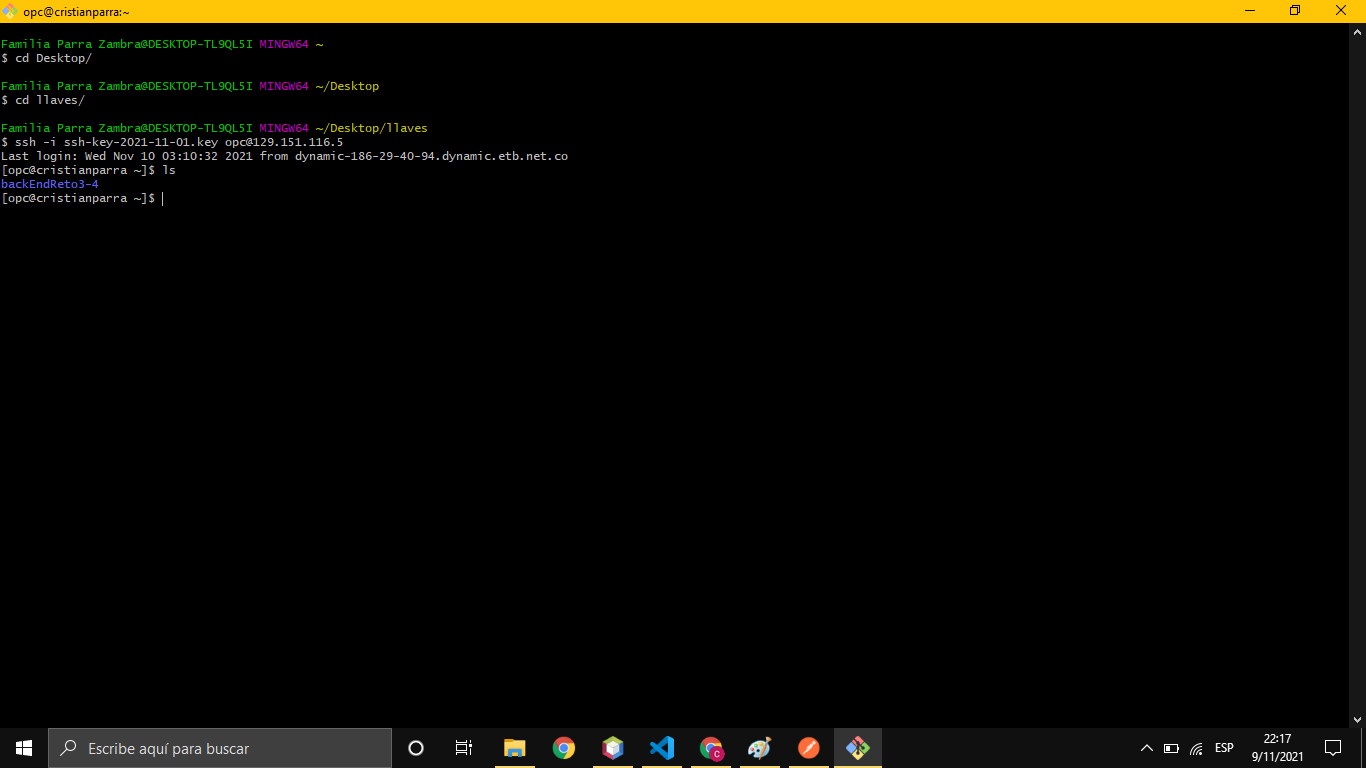 opc@cristianparra:~
Familia Parra Zambra@DESKTOP-TL9QL5I MINGW64 ~
$ cd Desktop/
Familia Parra Zambra@DESKTOP-TL9QL5I MINGW64 ~/Desktop
$ cd llaves/
Familia Parra Zambra@DESKTOP-TL9QL5I MINGW64 ~/Desktop/llaves
$ ssh -i ssh-key-2021-11-01.key opc@129.151.116.5
Last login: Wed Nov 10 03:10:32 2021 from dynamic-186-29-40-94.dynamic.etb.net.co
[opc@cristianparra ~]$ ls
backEndReto3-4
[opc@cristianparra ~]$
Escribe aquí para buscar
C
ESP
22:17
9/11/2021